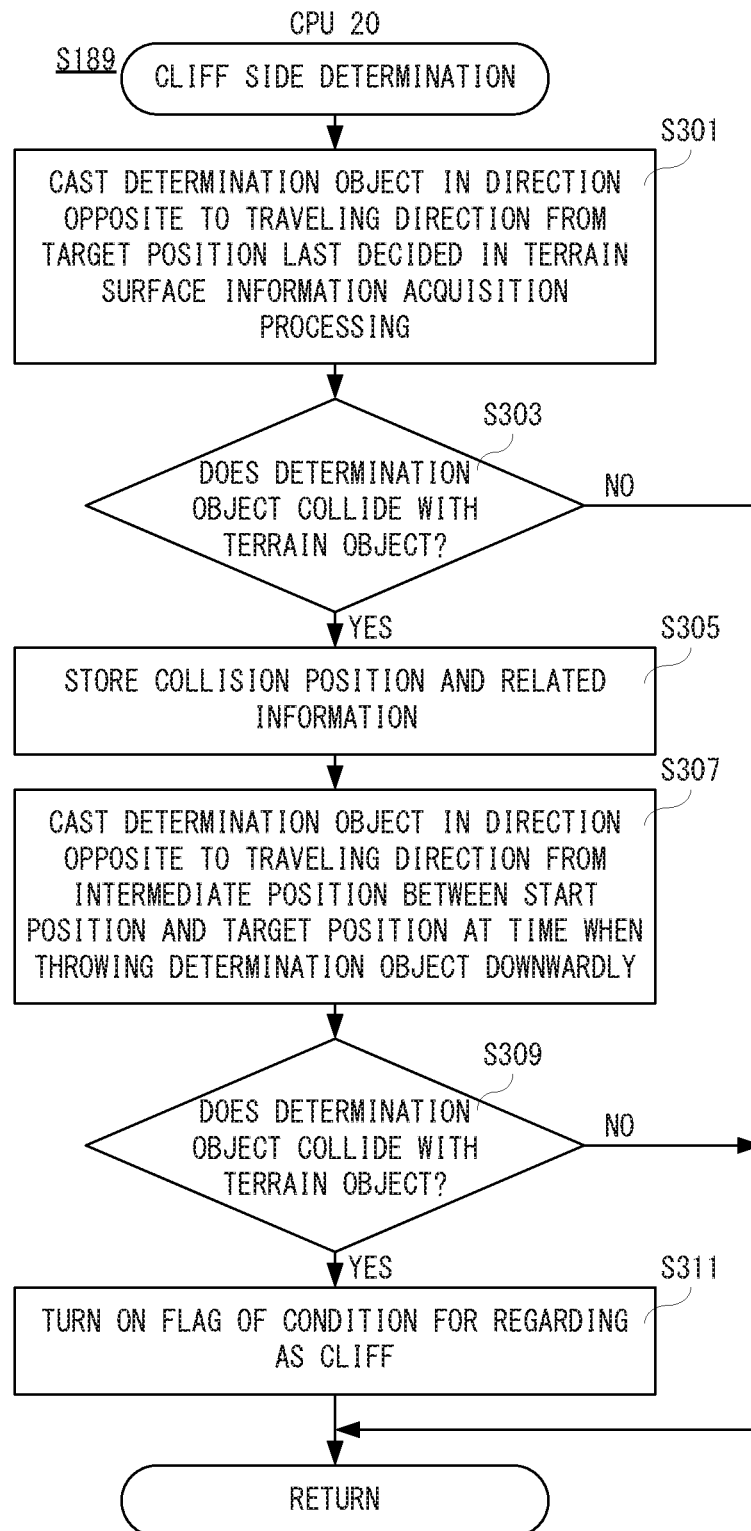 CPU 20
S189
CLIFF SIDE DETERMINATION
S301
CAST DETERMINATION OBJECT IN DIRECTION
OPPOSITE TO TRAVELING DIRECTION FROM
TARGET POSITION LAST DECIDED IN TERRAIN
SURFACE INFORMATION ACQUISITION
PROCESSING
S303
DOES DETERMINATION
OBJECT COLLIDE WITH
TERRAIN OBJECT?
NO
YES
S305
STORE COLLISION POSITION AND RELATED
INFORMATION
S307
CAST DETERMINATION OBJECT IN DIRECTION
OPPOSITE TO TRAVELING DIRECTION FROM
INTERMEDIATE POSITION BETWEEN START
POSITION AND TARGET POSITION AT TIME WHEN
THROWING DETERMINATION OBJECT DOWNWARDLY
S309
DOES DETERMINATION
OBJECT COLLIDE WITH
TERRAIN OBJECT?
NO
YES
S311
TURN ON FLAG OF CONDITION FOR REGARDING
AS CLIFF
RETURN